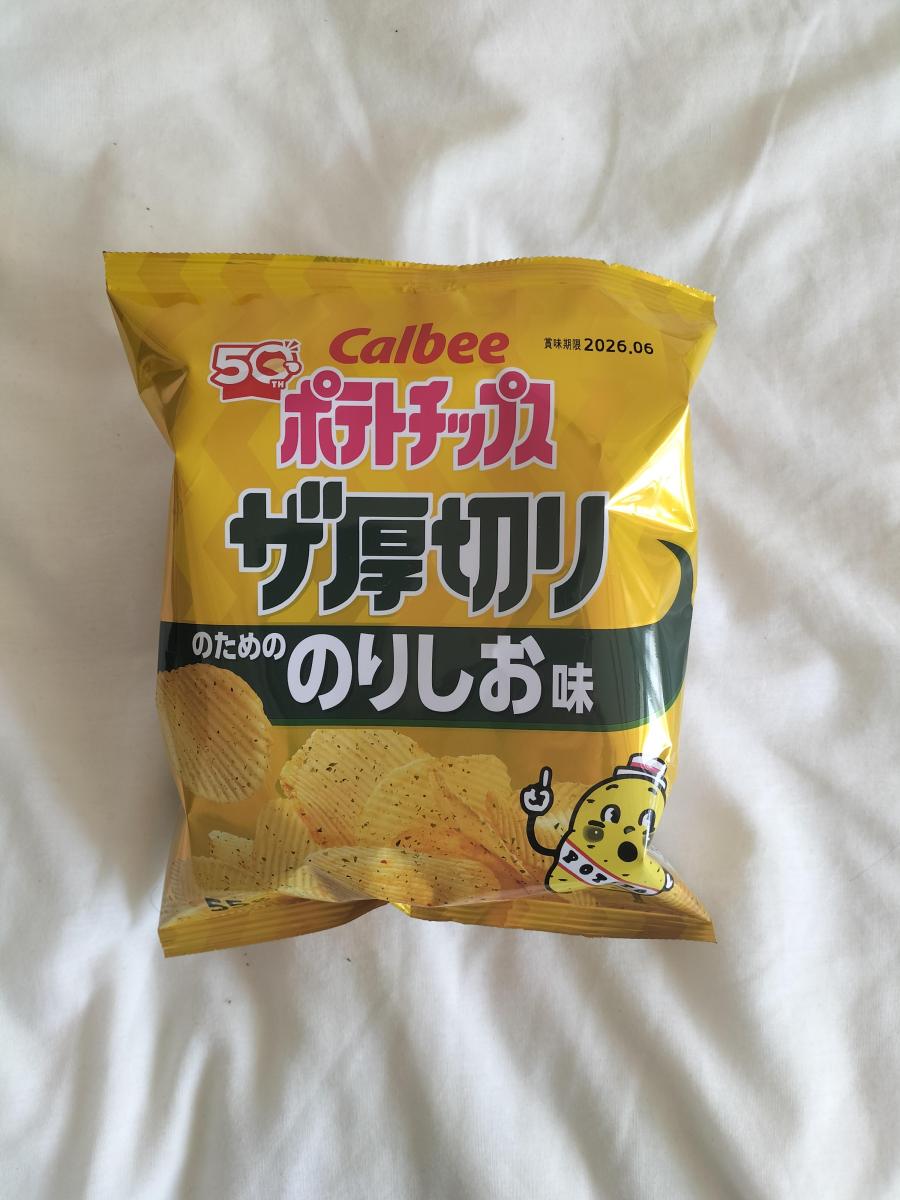 Calbee
賞味期限 2026.06
50TH
ポテトチップス
ザ厚切り
のための のりしお味